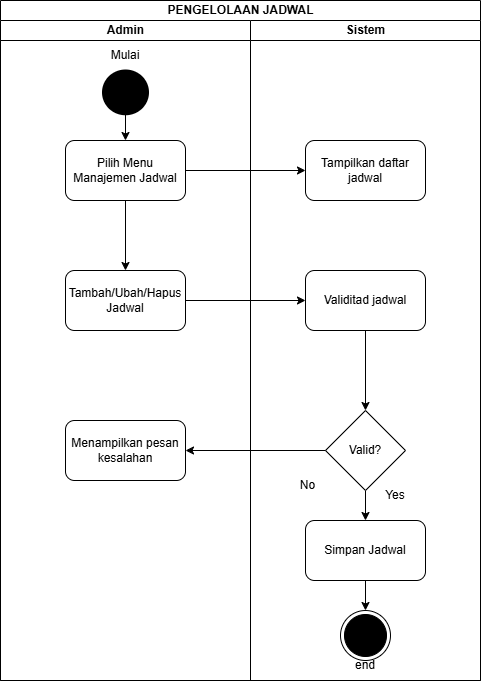 PENGELOLAAN JADWAL
Admin
Sistem
Mulai
Pilih Menu
Manajemen Jadwal
Tampilkan daftar
jadwal
Tambah/Ubah/Hapus
Jadwal
Validitad jadwal
Menampilkan pesan
kesalahan
Valid?
No
Yes
Simpan Jadwal
end